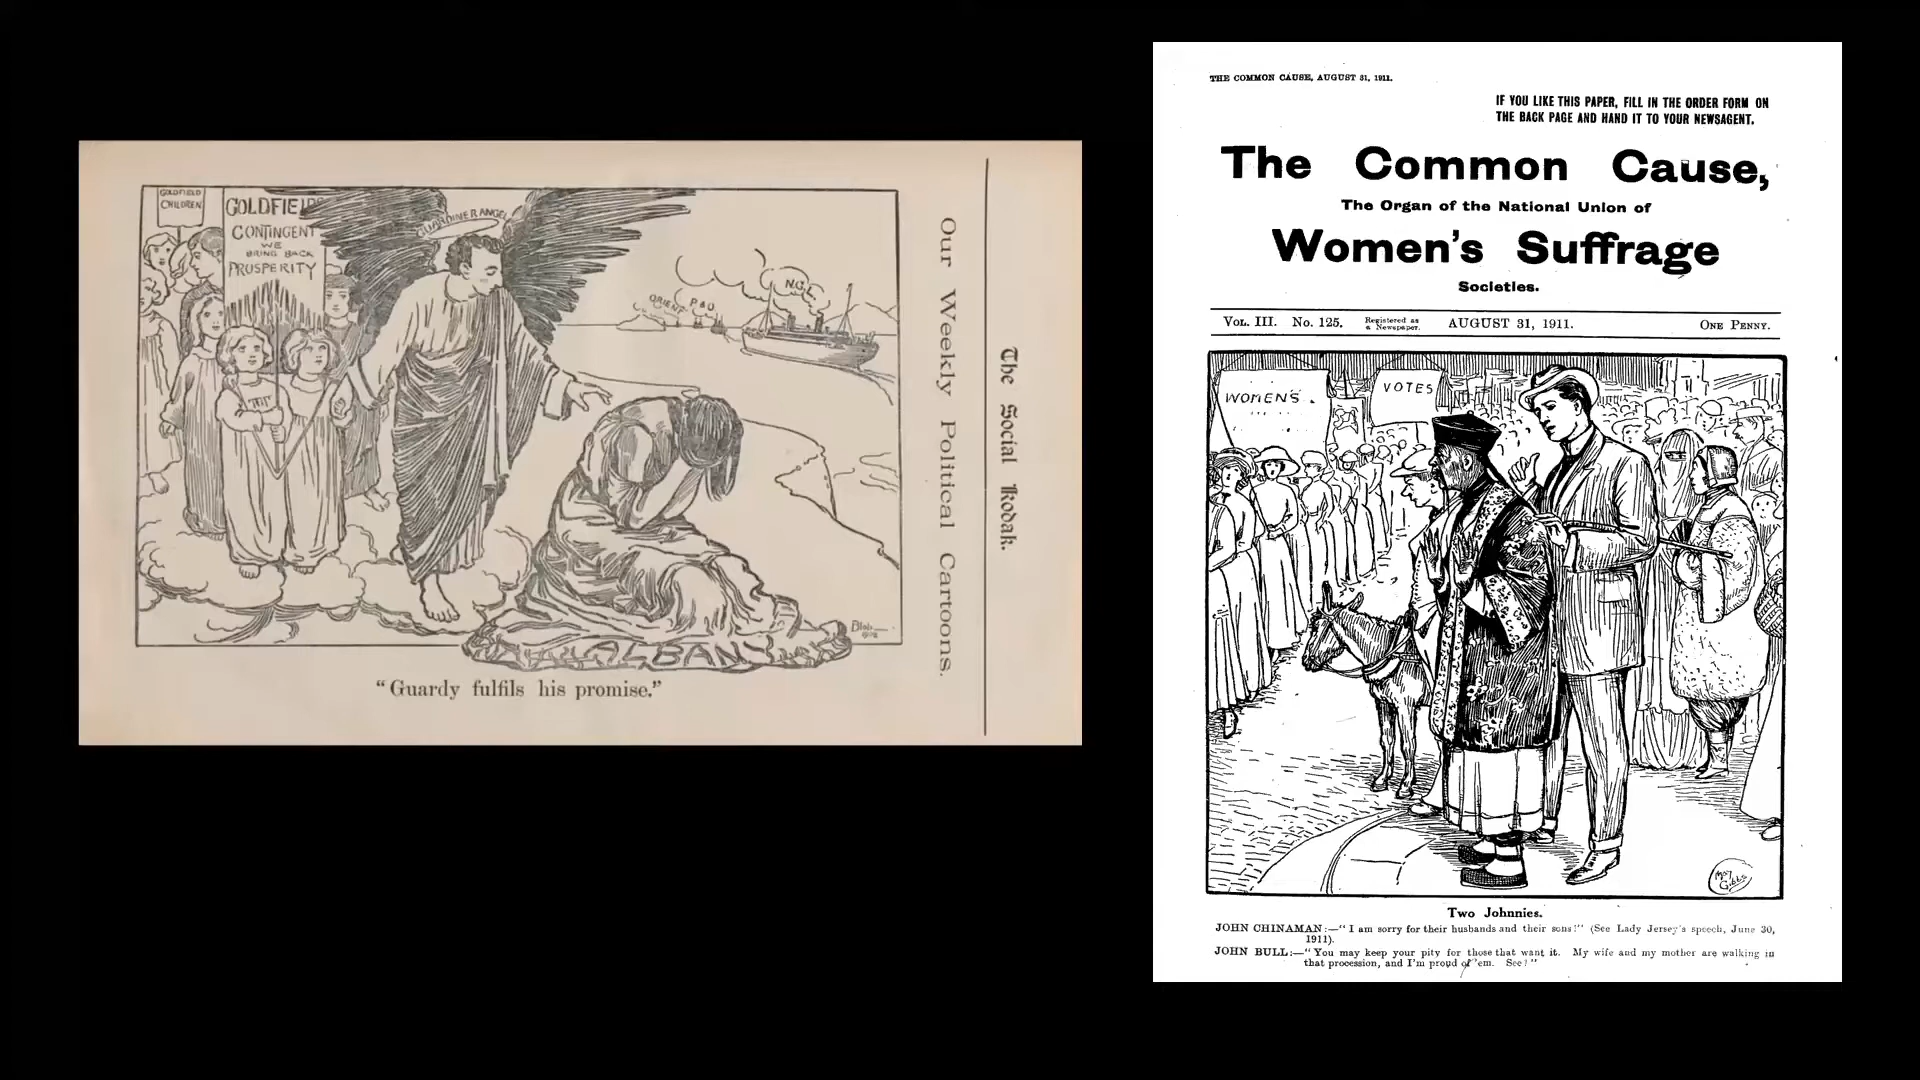 GOLDFIELD
CHILDREN
GOLDFIELDS
CONTINGENT
WE
BRING BACK
PROSPERITY
GUARDINER ANGEL
ORIENT
P & O
N.G.L
ALBANY
"Guardy fulfils his promise."
Our Weekly Political Cartoons.
The Social Kodak.
THE COMMON CAUSE, AUGUST 31, 1911.
IF YOU LIKE THIS PAPER, FILL IN THE ORDER FORM ON
THE BACK PAGE AND HAND IT TO YOUR NEWSAGENT.
The Common Cause,
The Organ of the National Union of
Women's Suffrage
Societies.
VOL. III. No. 125.
Registered as
a Newspaper.
AUGUST 31, 1911.
ONE PENNY.
WOMEN'S
VOTES
May
Gibbs
Two Johnnies.
JOHN CHINAMAN:—"I am sorry for their husbands and their sons!" (See Lady Jersey's speech, June 30,
1911).
JOHN BULL:—"You may keep your pity for those that want it. My wife and my mother are walking in
that procession, and I'm proud of 'em. See?"